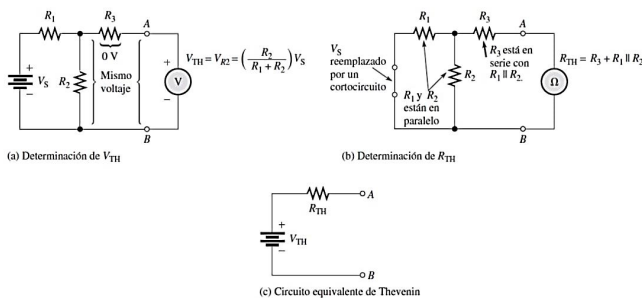 R1
R3
A
0 V
+
VS
−
R2
Mismo
voltaje
+
V
−
B
VTH = VR2 = (R2 / R1 + R2) VS
(a) Determinación de VTH
R1
R3
A
VS
reemplazado
por un
cortocircuito
R3 está en
serie con
R1 || R2.
R2
R1 y R2
están en
paralelo
Ω
RTH = R3 + R1 || R2
B
(b) Determinación de RTH
RTH
A
+
VTH
−
B
(c) Circuito equivalente de Thevenin